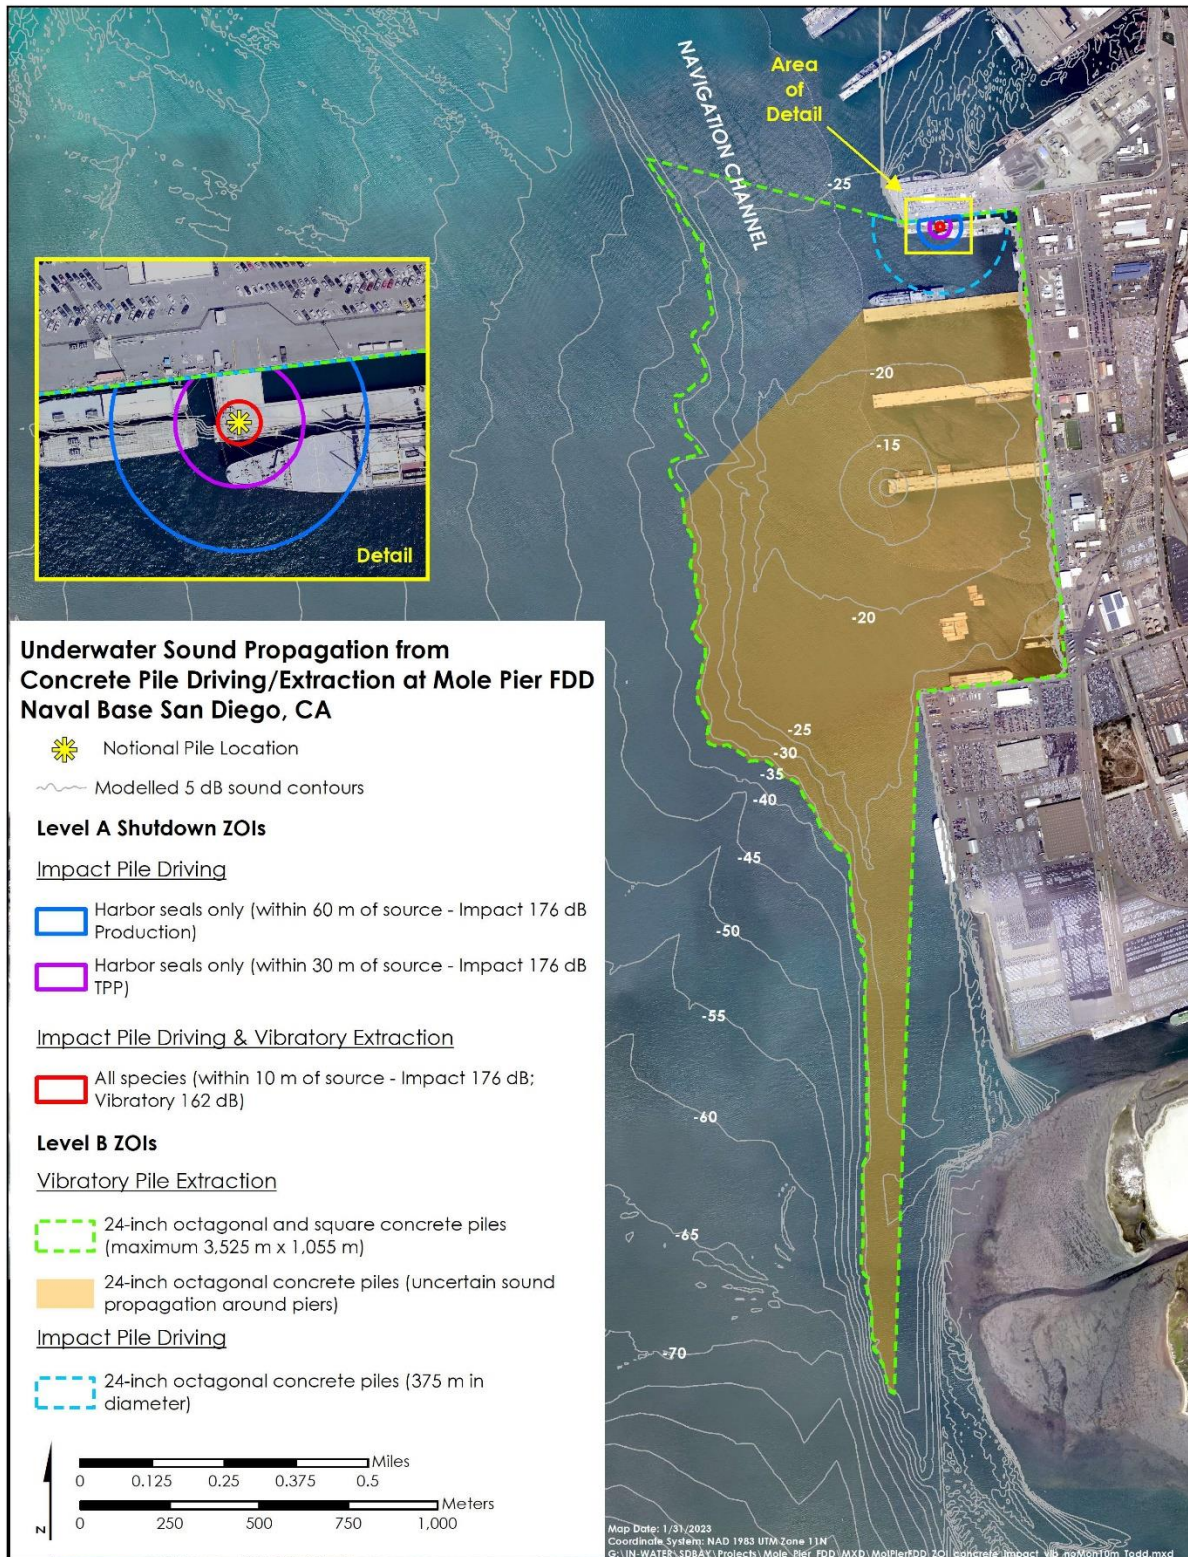 NAVIGATION CHANNEL
Area
of
Detail
-25
-20
-15
-20
Detail
Underwater Sound Propagation from
Concrete Pile Driving/Extraction at Mole Pier FDD
Naval Base San Diego, CA
Notional Pile Location
Modelled 5 dB sound contours
Level A Shutdown ZOIs
Impact Pile Driving
Harbor seals only (within 60 m of source - Impact 176 dB
Production)
Harbor seals only (within 30 m of source - Impact 176 dB
TPP)
Impact Pile Driving & Vibratory Extraction
All species (within 10 m of source - Impact 176 dB;
Vibratory 162 dB)
Level B ZOIs
Vibratory Pile Extraction
24-inch octagonal and square concrete piles
(maximum 3,525 m x 1,055 m)
24-inch octagonal concrete piles (uncertain sound
propagation around piers)
Impact Pile Driving
24-inch octagonal concrete piles (375 m in
diameter)
-25
-30
-35
-40
-45
-50
-55
-60
-65
-70
N
Miles
0 0.125 0.25 0.375 0.5
Meters
0 250 500 750 1,000
Map Date: 1/31/2023
Coordinate System: NAD 1983 UTM Zone 11N
G:\IN-WATER\SDBAY\Projects\Mole_Pier_FDD\MXD\MolPierFDD_ZOI_concrete_impact_vib_noMonTurn_Todd.mxd